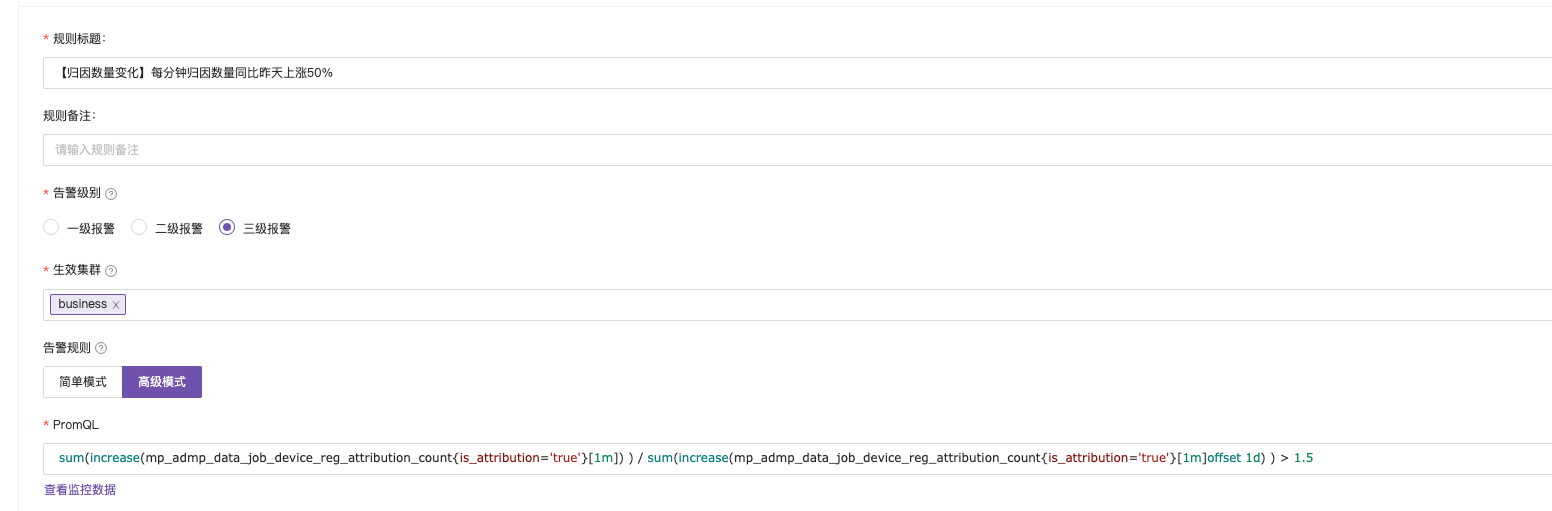 * 规则标题：
【归因数量变化】每分钟归因数量同比昨天上涨50%
规则备注：
请输入规则备注
* 告警级别 ?
一级报警 二级报警 三级报警
* 生效集群 ?
business x
告警规则 ?
简单模式 高级模式
* PromQL
sum(increase(mp_admp_data_job_device_reg_attribution_count{is_attribution='true'}[1m]) ) / sum(increase(mp_admp_data_job_device_reg_attribution_count{is_attribution='true'}[1m]offset 1d) ) > 1.5
查看监控数据